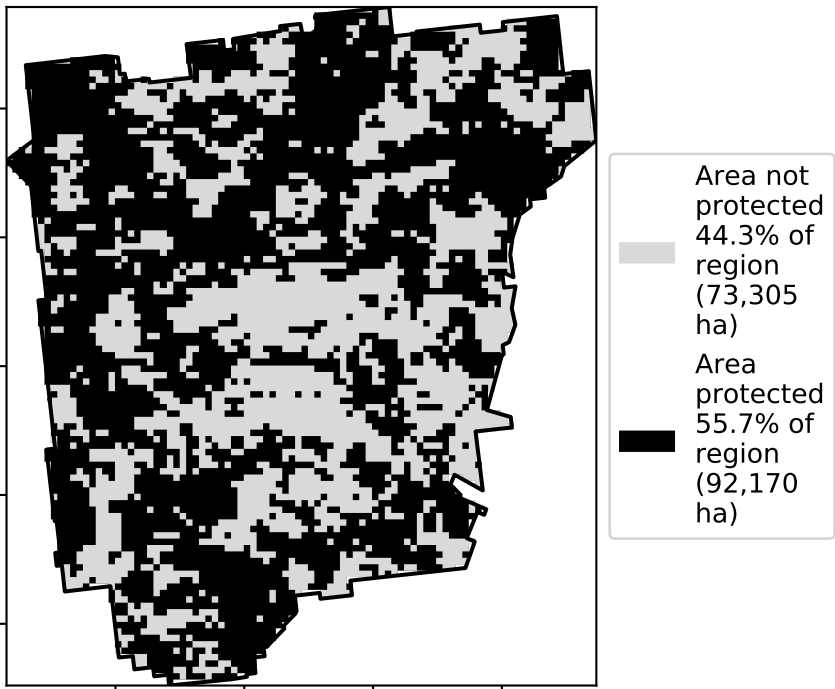 Area not
protected
44.3% of
region
(73,305
ha)
Area
protected
55.7% of
region
(92,170
ha)